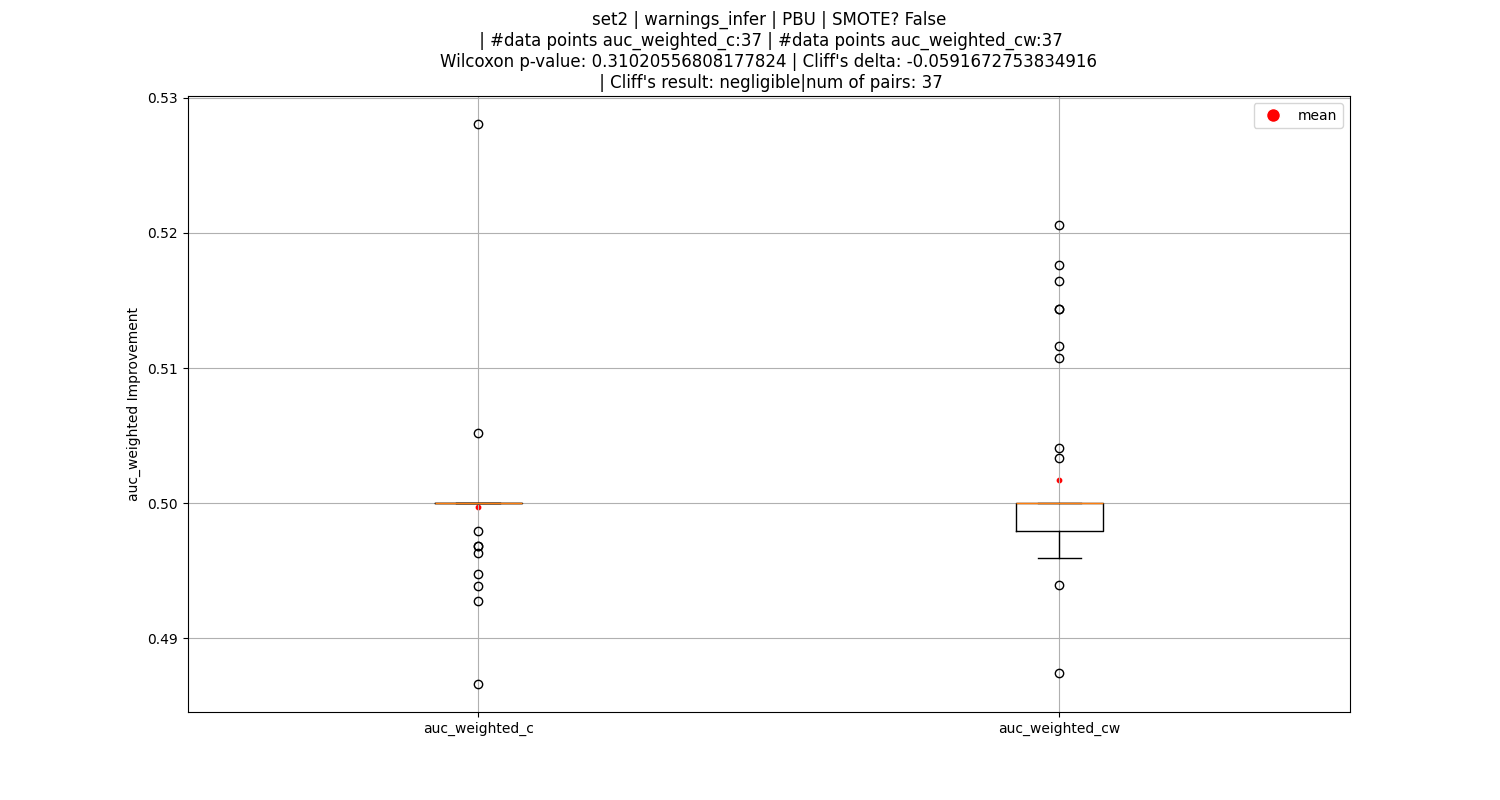 set2 | warnings_infer | PBU | SMOTE? False
| #data points auc_weighted_c:37 | #data points auc_weighted_cw:37
Wilcoxon p-value: 0.31020556808177824 | Cliff's delta: -0.0591672753834916
| Cliff's result: negligible|num of pairs: 37
0.53
mean
0.52
0.51
0.50
0.49
auc_weighted Improvement
auc_weighted_c
auc_weighted_cw